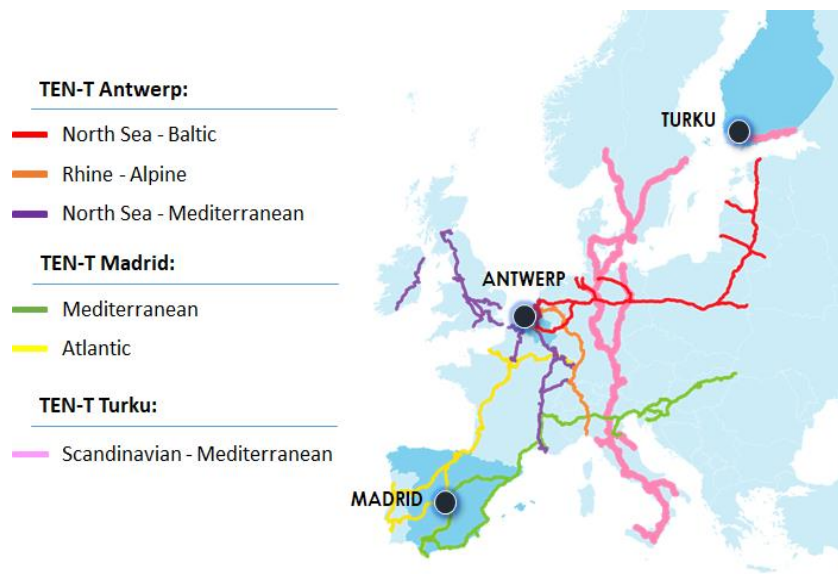 TEN-T Antwerp:
North Sea - Baltic
Rhine - Alpine
North Sea - Mediterranean
TEN-T Madrid:
Mediterranean
Atlantic
TEN-T Turku:
Scandinavian - Mediterranean
TURKU
ANTWERP
MADRID